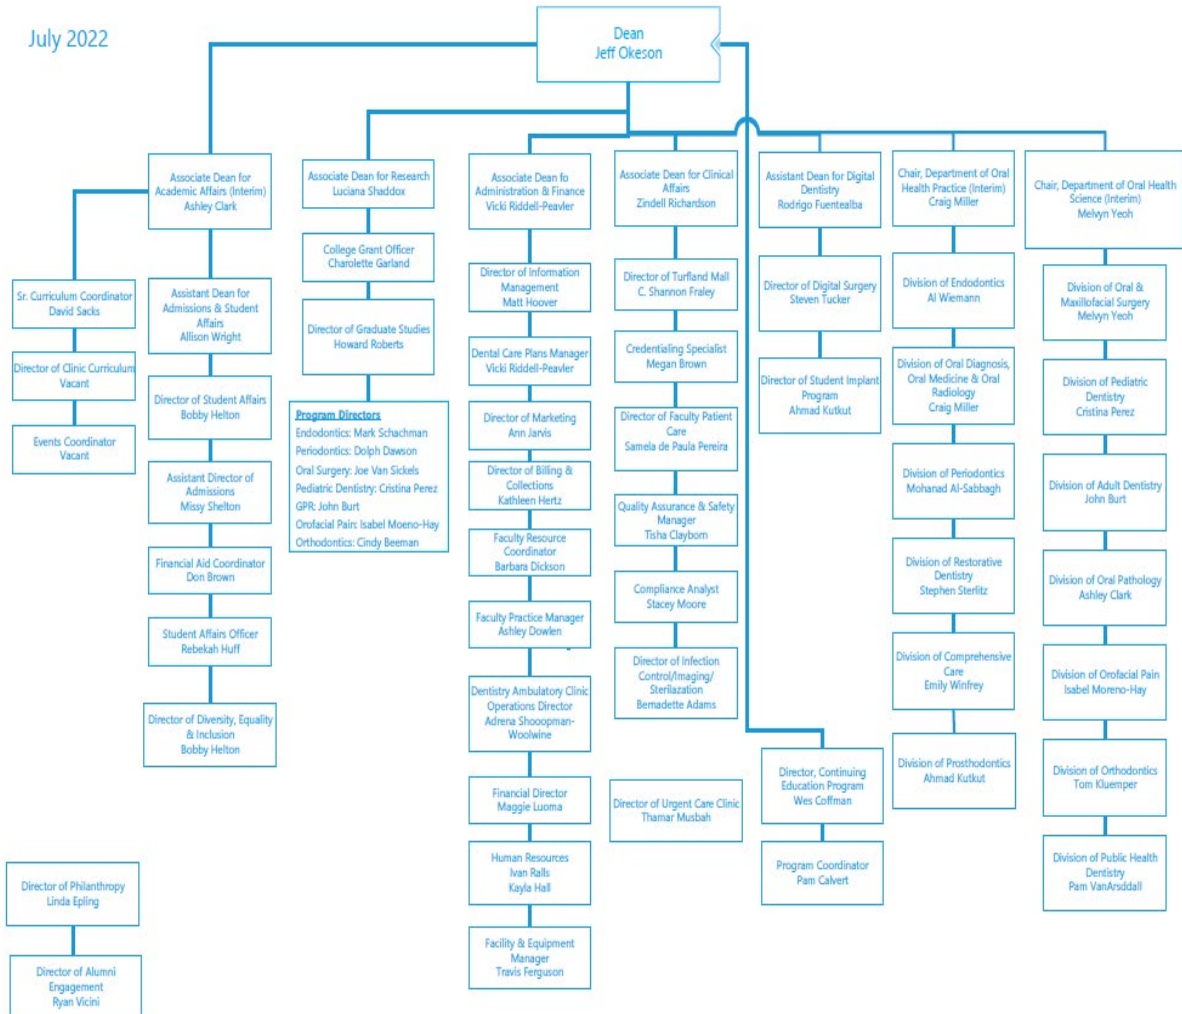 July 2022
Dean
Jeff Okeson
Associate Dean for
Academic Affairs (Interim)
Ashley Clark
Sr. Curriculum Coordinator
David Sacks
Director of Clinic Curriculum
Vacant
Events Coordinator
Vacant
Assistant Dean for
Admissions & Student
Affairs
Allison Wright
Director of Student Affairs
Bobby Helton
Assistant Director of
Admissions
Missy Shelton
Financial Aid Coordinator
Don Brown
Student Affairs Officer
Rebekah Huff
Director of Diversity, Equality
& Inclusion
Bobby Helton
Associate Dean for Research
Luciana Shaddox
College Grant Officer
Charolette Garland
Director of Graduate Studies
Howard Roberts
Program Directors
Endodontics: Mark Schachman
Periodontics: Dolph Dawson
Oral Surgery: Joe Van Sickels
Pediatric Dentistry: Cristina Perez
GPR: John Burt
Orofacial Pain: Isabel Moeno-Hay
Orthodontics: Cindy Beeman
Associate Dean fo
Administration & Finance
Vicki Riddell-Peavler
Director of Information
Management
Matt Hoover
Dental Care Plans Manager
Vicki Riddell-Peavler
Director of Marketing
Ann Jarvis
Director of Billing &
Collections
Kathleen Hertz
Faculty Resource
Coordinator
Barbara Dickson
Faculty Practice Manager
Ashley Dowlen
Dentistry Ambulatory Clinic
Operations Director
Adrena Shooopman-
Woolwine
Financial Director
Maggie Luoma
Human Resources
Ivan Ralls
Kayla Hall
Facility & Equipment
Manager
Travis Ferguson
Associate Dean for Clinical
Affairs
Zindell Richardson
Director of Turfland Mall
C. Shannon Fraley
Credentialing Specialist
Megan Brown
Director of Faculty Patient
Care
Samela de Paula Pereira
Quality Assurance & Safety
Manager
Tisha Clayborn
Compliance Analyst
Stacey Moore
Director of Infection
Control/Imaging/
Sterilazation
Bernadette Adams
Director of Urgent Care Clinic
Thamar Musbah
Assistant Dean for Digital
Dentistry
Rodrigo Fuentealba
Director of Digital Surgery
Steven Tucker
Director of Student Implant
Program
Ahmad Kutkut
Director, Continuing
Education Program
Wes Coffman
Program Coordinator
Pam Calvert
Chair, Department of Oral
Health Practice (Interim)
Craig Miller
Division of Endodontics
Al Wiemann
Division of Oral Diagnosis,
Oral Medicine & Oral
Radiology
Craig Miller
Division of Periodontics
Mohanad Al-Sabbagh
Division of Restorative
Dentistry
Stephen Sterlitz
Division of Comprehensive
Care
Emily Winfrey
Division of Prosthodontics
Ahmad Kutkut
Chair, Department of Oral Health
Science (Interim)
Melvyn Yeoh
Division of Oral &
Maxillofacial Surgery
Melvyn Yeoh
Division of Pediatric
Dentistry
Cristina Perez
Division of Adult Dentistry
John Burt
Division of Oral Pathology
Ashley Clark
Division of Orofacial Pain
Isabel Moreno-Hay
Division of Orthodontics
Tom Kluemper
Division of Public Health
Dentistry
Pam VanArsddall
Director of Philanthropy
Linda Epling
Director of Alumni
Engagement
Ryan Vicini